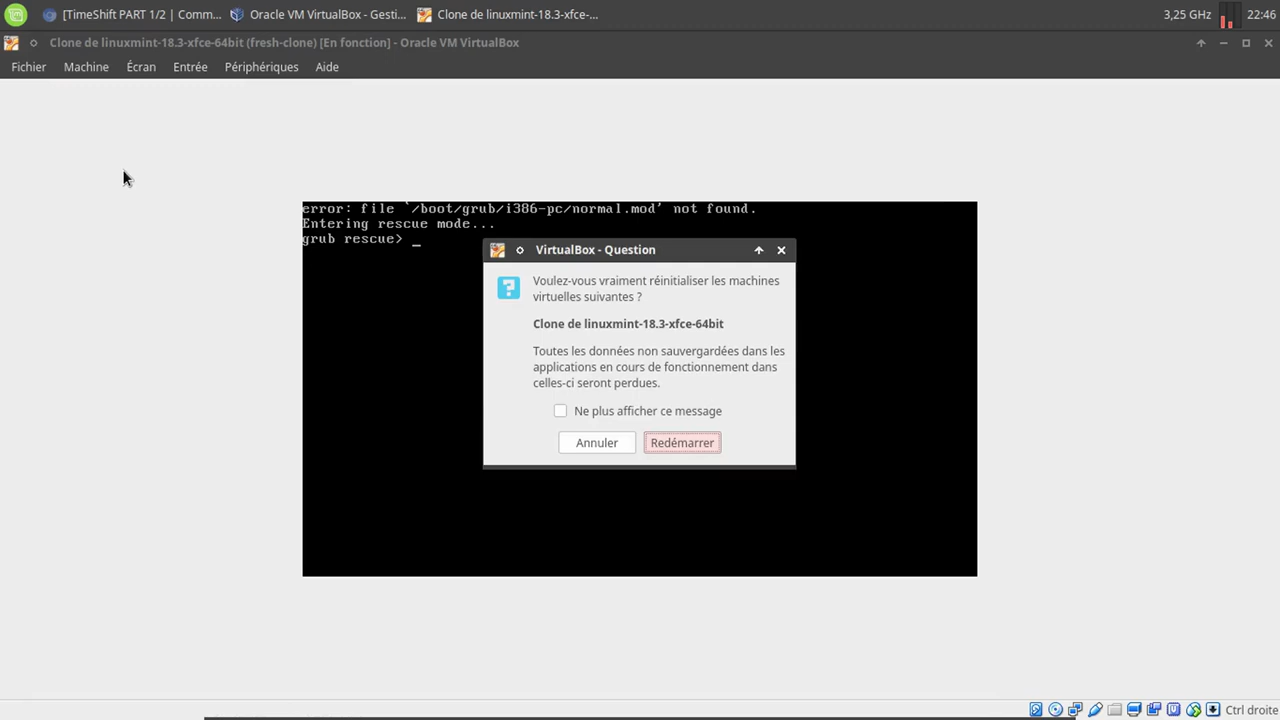 [TimeShift PART 1/2 | Comm...
Oracle VM VirtualBox - Gesti...
Clone de linuxmint-18.3-xfce-...
3,25 GHz
22:46
Clone de linuxmint-18.3-xfce-64bit (fresh-clone) [En fonction] - Oracle VM VirtualBox
Fichier Machine Écran Entrée Périphériques Aide
error: file `/boot/grub/i386-pc/normal.mod' not found.
Entering rescue mode...
grub rescue> _
VirtualBox - Question
Voulez-vous vraiment réinitialiser les machines
virtuelles suivantes ?
Clone de linuxmint-18.3-xfce-64bit
Toutes les données non sauvergardées dans les
applications en cours de fonctionnement dans
celles-ci seront perdues.
Ne plus afficher ce message
Annuler Redémarrer
Ctrl droite